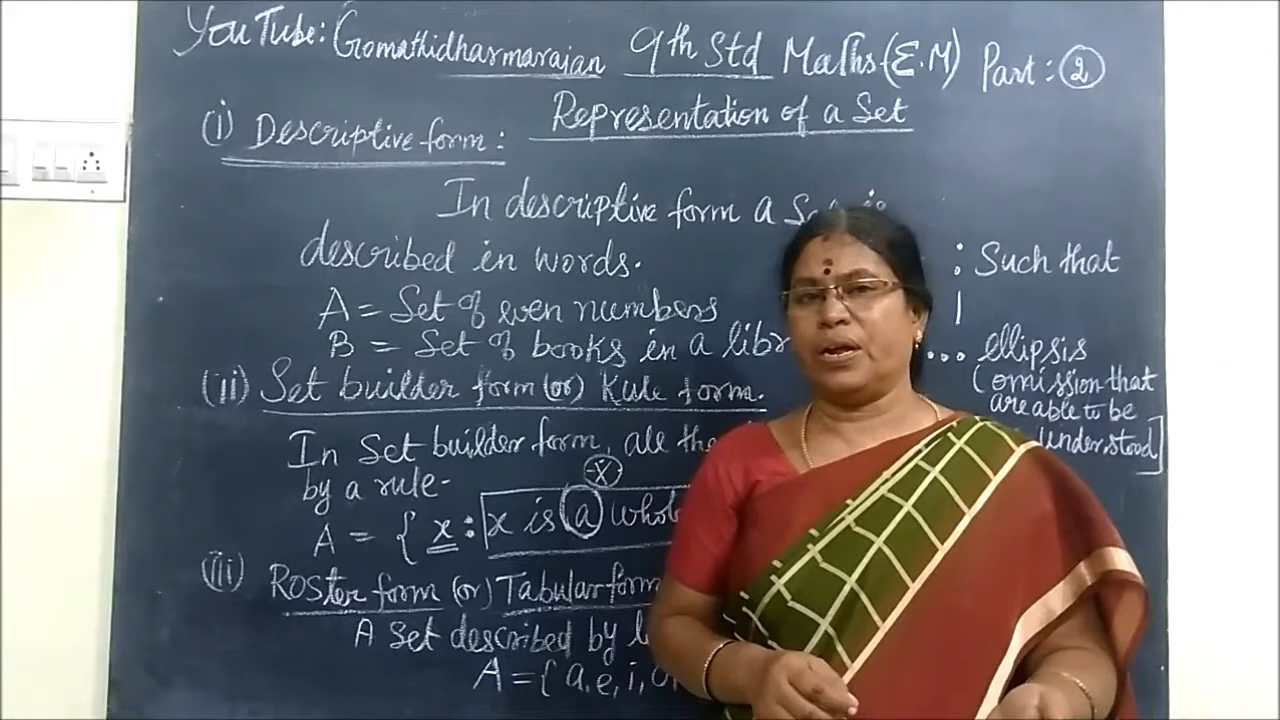 YouTube: Gomathidharmarajan 9th Std Maths (E.M) Part: 2
Representation of a Set
(i) Descriptive form:
In descriptive form a Set is
described in words.
A = Set of even numbers
B = Set of books in a libr
(ii) Set builder form (or) Rule form.
In Set builder form, all the
by a rule-
x
A = { x : x is a whole
(iii) Roster form (or) Tabular form
A Set described by
A = { a, e, i, o,
: Such that
|
... ellipsis
(omission that
are able to be
understood]